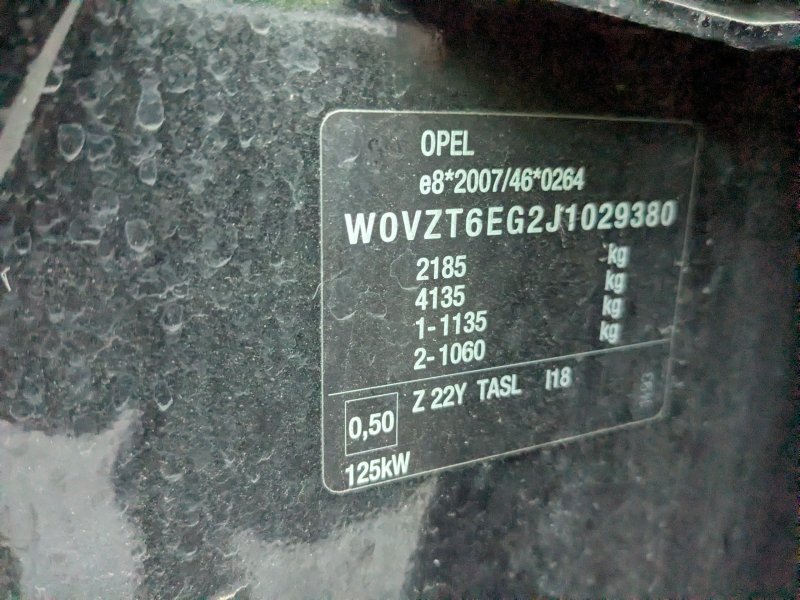 OPEL
e8*2007/46*0264
W0VZT6EG2J1029380
2185 kg
4135 kg
1-1135 kg
2-1060 kg
0,50 Z 22Y TASL I18
125kW